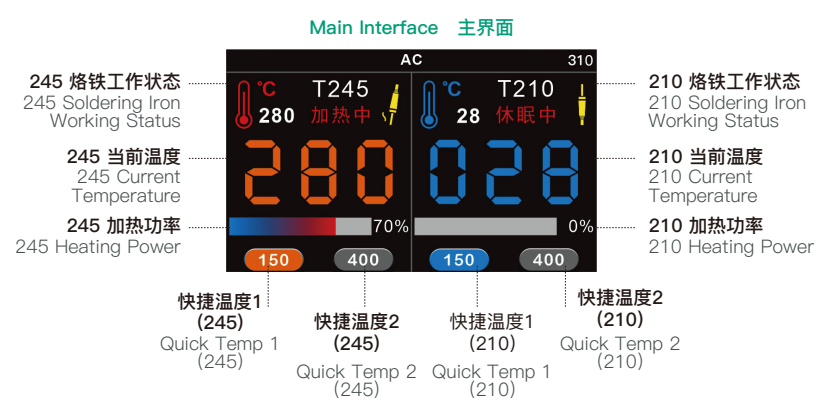 Main Interface 主界面
AC
310
245 烙铁工作状态
245 Soldering Iron
Working Status
℃
T245
280
加热中
℃
T210
28
休眠中
210 烙铁工作状态
210 Soldering Iron
Working Status
245 当前温度
245 Current
Temperature
280
028
210 当前温度
210 Current
Temperature
245 加热功率
245 Heating Power
70%
0%
210 加热功率
210 Heating Power
150
400
150
400
快捷温度1
(245)
Quick Temp 1
(245)
快捷温度2
(245)
Quick Temp 2
(245)
快捷温度1
(210)
Quick Temp 1
(210)
快捷温度2
(210)
Quick Temp 2
(210)